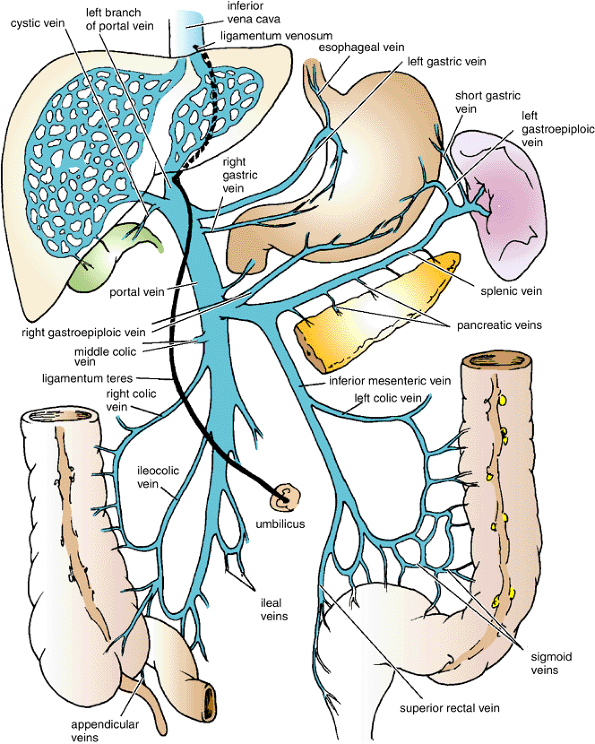 cystic vein
left branch
of portal vein
inferior
vena cava
ligamentum venosum
esophageal vein
left gastric vein
short gastric
vein
left
gastroepiploic
vein
right
gastric
vein
portal vein
splenic vein
pancreatic veins
right gastroepiploic vein
middle colic
vein
ligamentum teres
right colic
vein
inferior mesenteric vein
left colic vein
ileocolic
vein
umbilicus
ileal
veins
sigmoid
veins
superior rectal vein
appendicular
veins